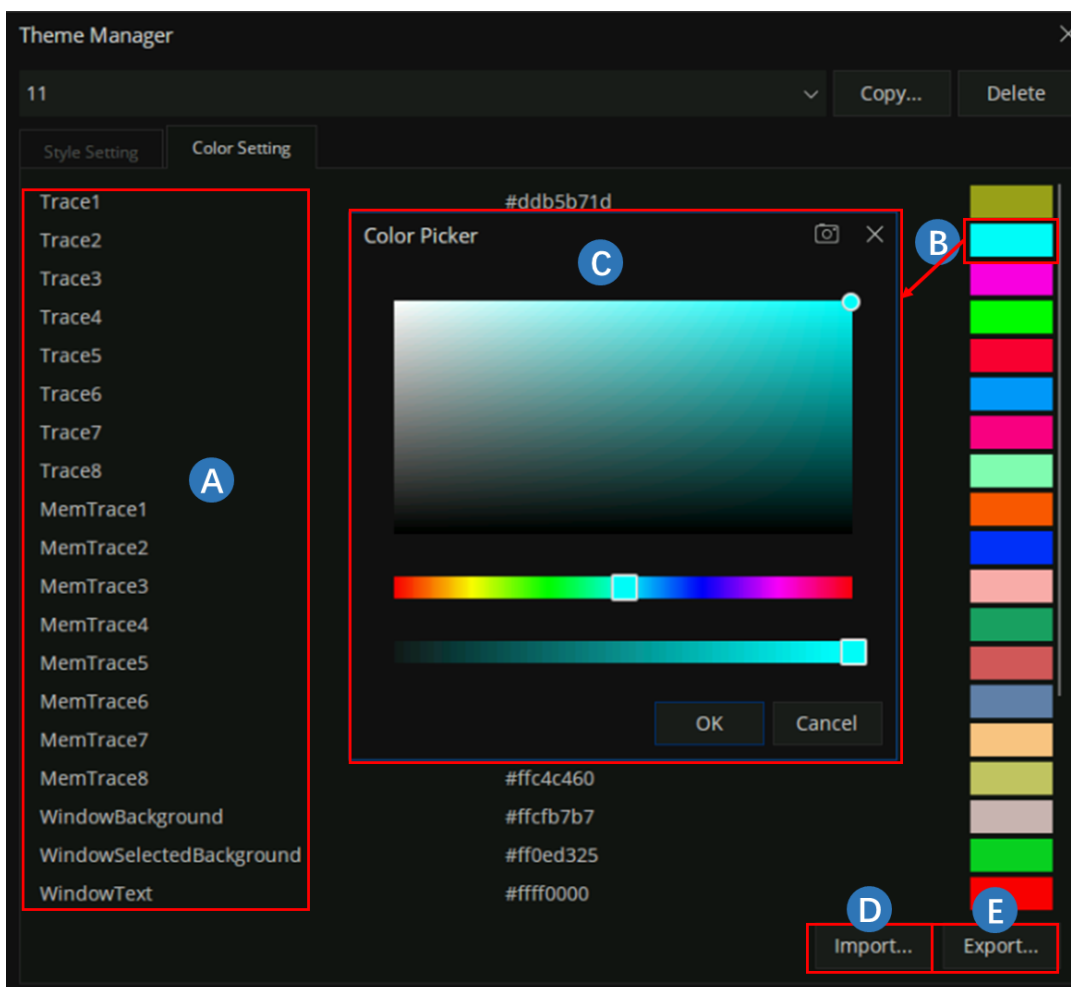 Theme Manager
11 Copy... Delete
Style Setting Color Setting
Trace1 #ddb5b71d
Trace2
Trace3
Trace4
Trace5
Trace6
Trace7
Trace8
MemTrace1
MemTrace2
MemTrace3
MemTrace4
MemTrace5
MemTrace6
MemTrace7
MemTrace8 #ffc4c460
WindowBackground #ffcfb7b7
WindowSelectedBackground #ff0ed325
WindowText #ffff0000
A
Color Picker
C
OK Cancel
B
D
E
Import... Export...